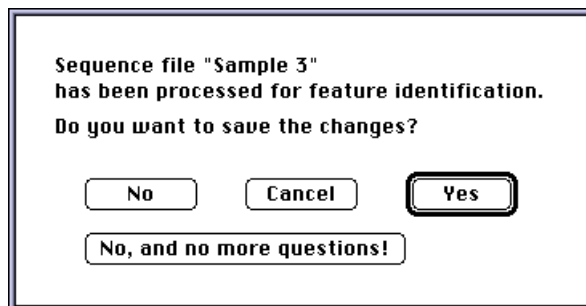 Sequence file "Sample 3"
has been processed for feature identification.
Do you want to save the changes?
No
Cancel
Yes
No, and no more questions!